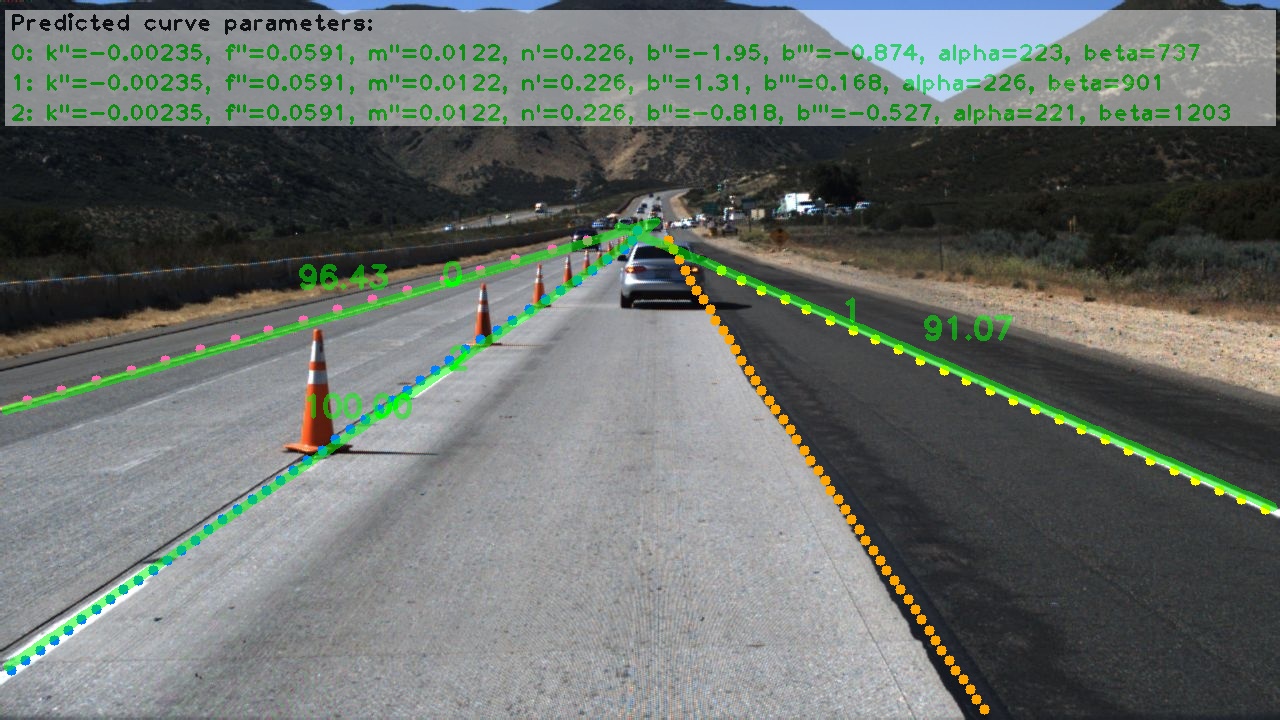 Predicted curve parameters:
0: k''=-0.00235, f''=0.0591, m''=0.0122, n'=0.226, b''=-1.95, b'''=-0.874, alpha=223, beta=737
1: k''=-0.00235, f''=0.0591, m''=0.0122, n'=0.226, b''=1.31, b'''=0.168, alpha=226, beta=901
2: k''=-0.00235, f''=0.0591, m''=0.0122, n'=0.226, b''=-0.818, b'''=-0.527, alpha=221, beta=1203
96.43 0
1 91.07
2
100.00